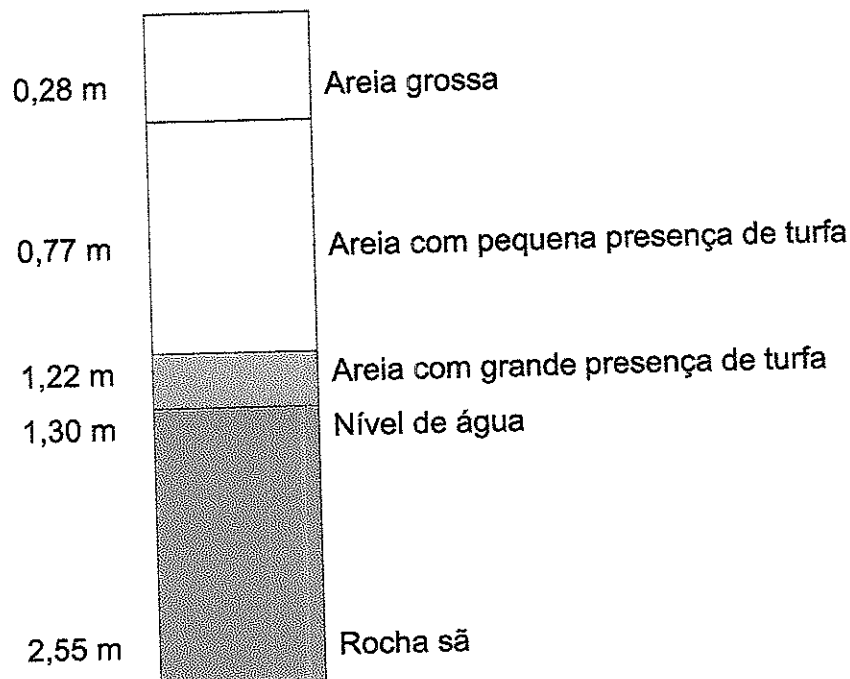 0,28 m Areia grossa
0,77 m Areia com pequena presença de turfa
1,22 m Areia com grande presença de turfa
1,30 m Nível de água
2,55 m Rocha sã